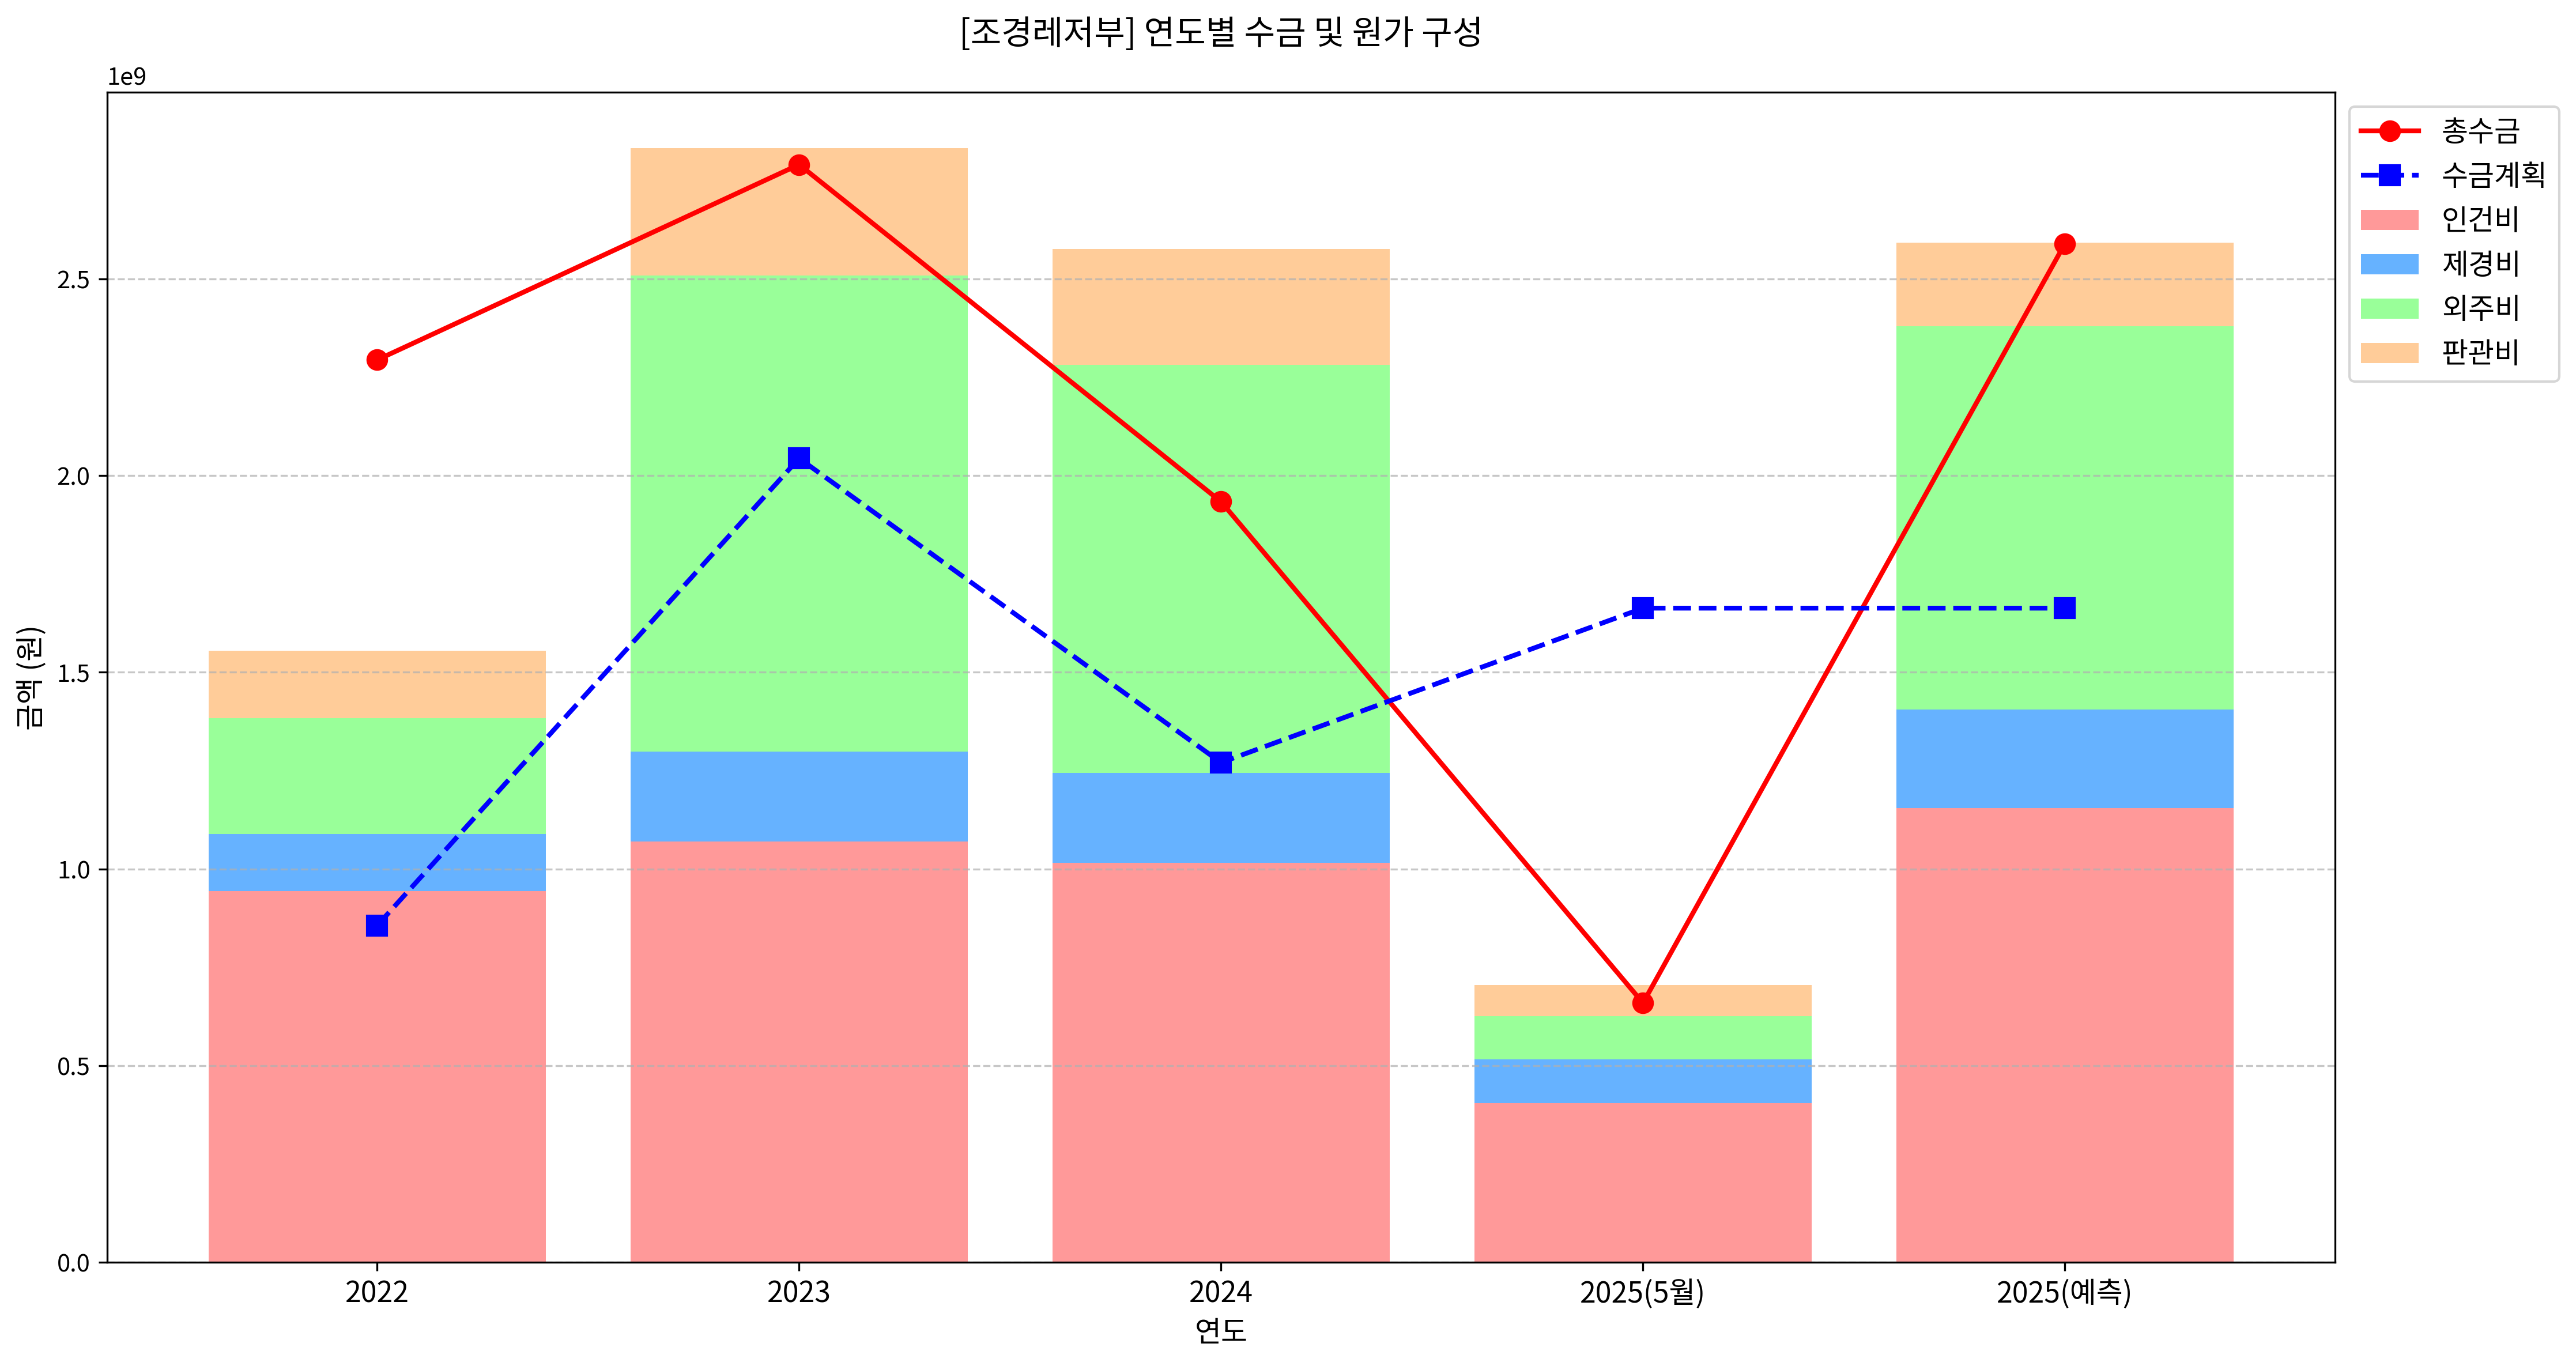 [조경레저부] 연도별 수금 및 원가 구성
1e9
총수금
수금계획
인건비
제경비
외주비
판관비
2.5
2.0
1.5
1.0
0.5
0.0
금액 (원)
2022 2023 2024 2025(5월) 2025(예측)
연도